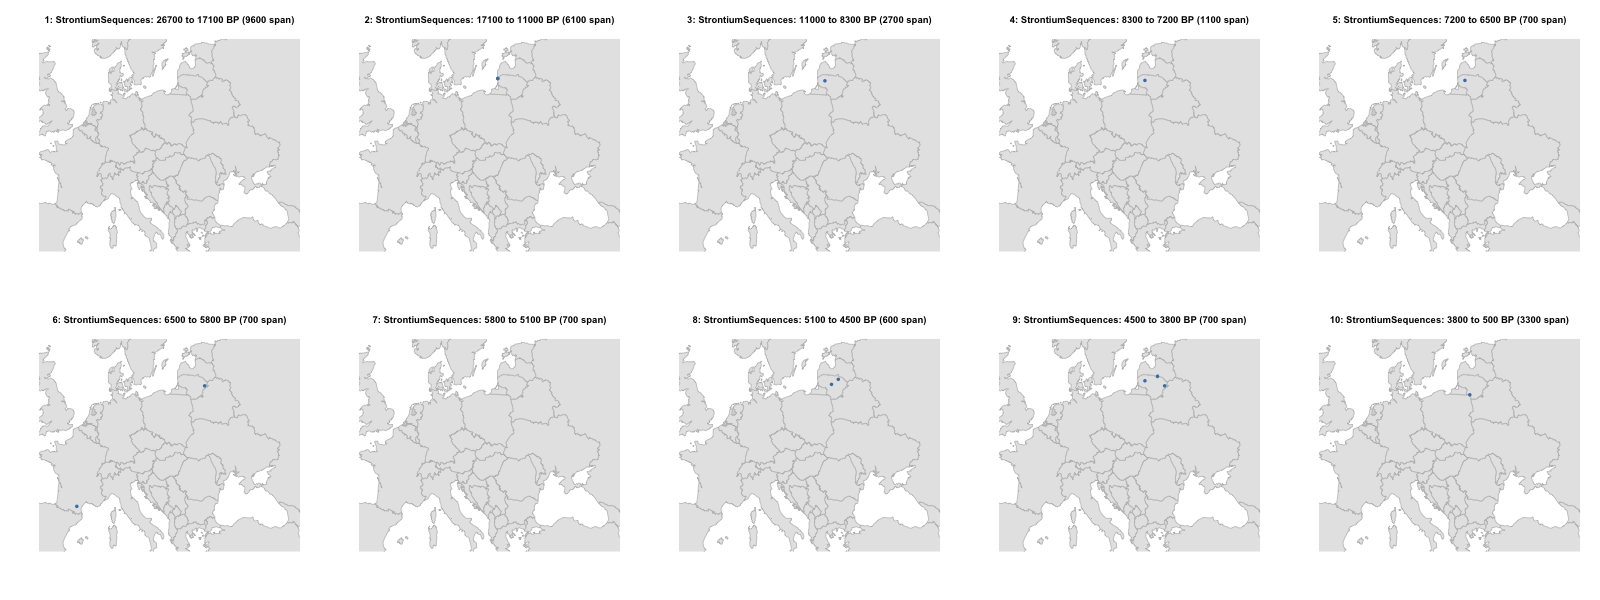 1: StrontiumSequences: 26700 to 17100 BP (9600 span)
2: StrontiumSequences: 17100 to 11000 BP (6100 span)
3: StrontiumSequences: 11000 to 8300 BP (2700 span)
4: StrontiumSequences: 8300 to 7200 BP (1100 span)
5: StrontiumSequences: 7200 to 6500 BP (700 span)
6: StrontiumSequences: 6500 to 5800 BP (700 span)
7: StrontiumSequences: 5800 to 5100 BP (700 span)
8: StrontiumSequences: 5100 to 4500 BP (600 span)
9: StrontiumSequences: 4500 to 3800 BP (700 span)
10: StrontiumSequences: 3800 to 500 BP (3300 span)